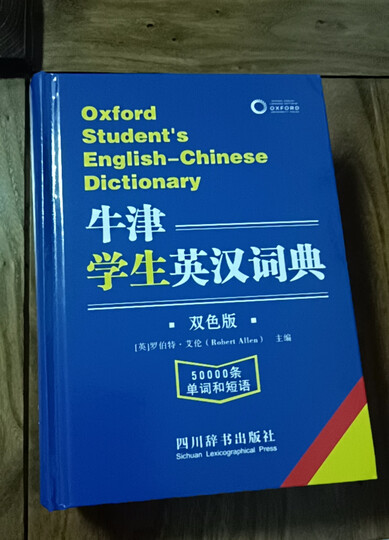 Oxford
Student's
English-Chinese
Dictionary
OXFORD
牛津
学生英汉词典
双色版
[英]罗伯特·艾伦(Robert Allen) 主编
50000条
单词和短语
四川辞书出版社
Sichuan Lexicographical Press